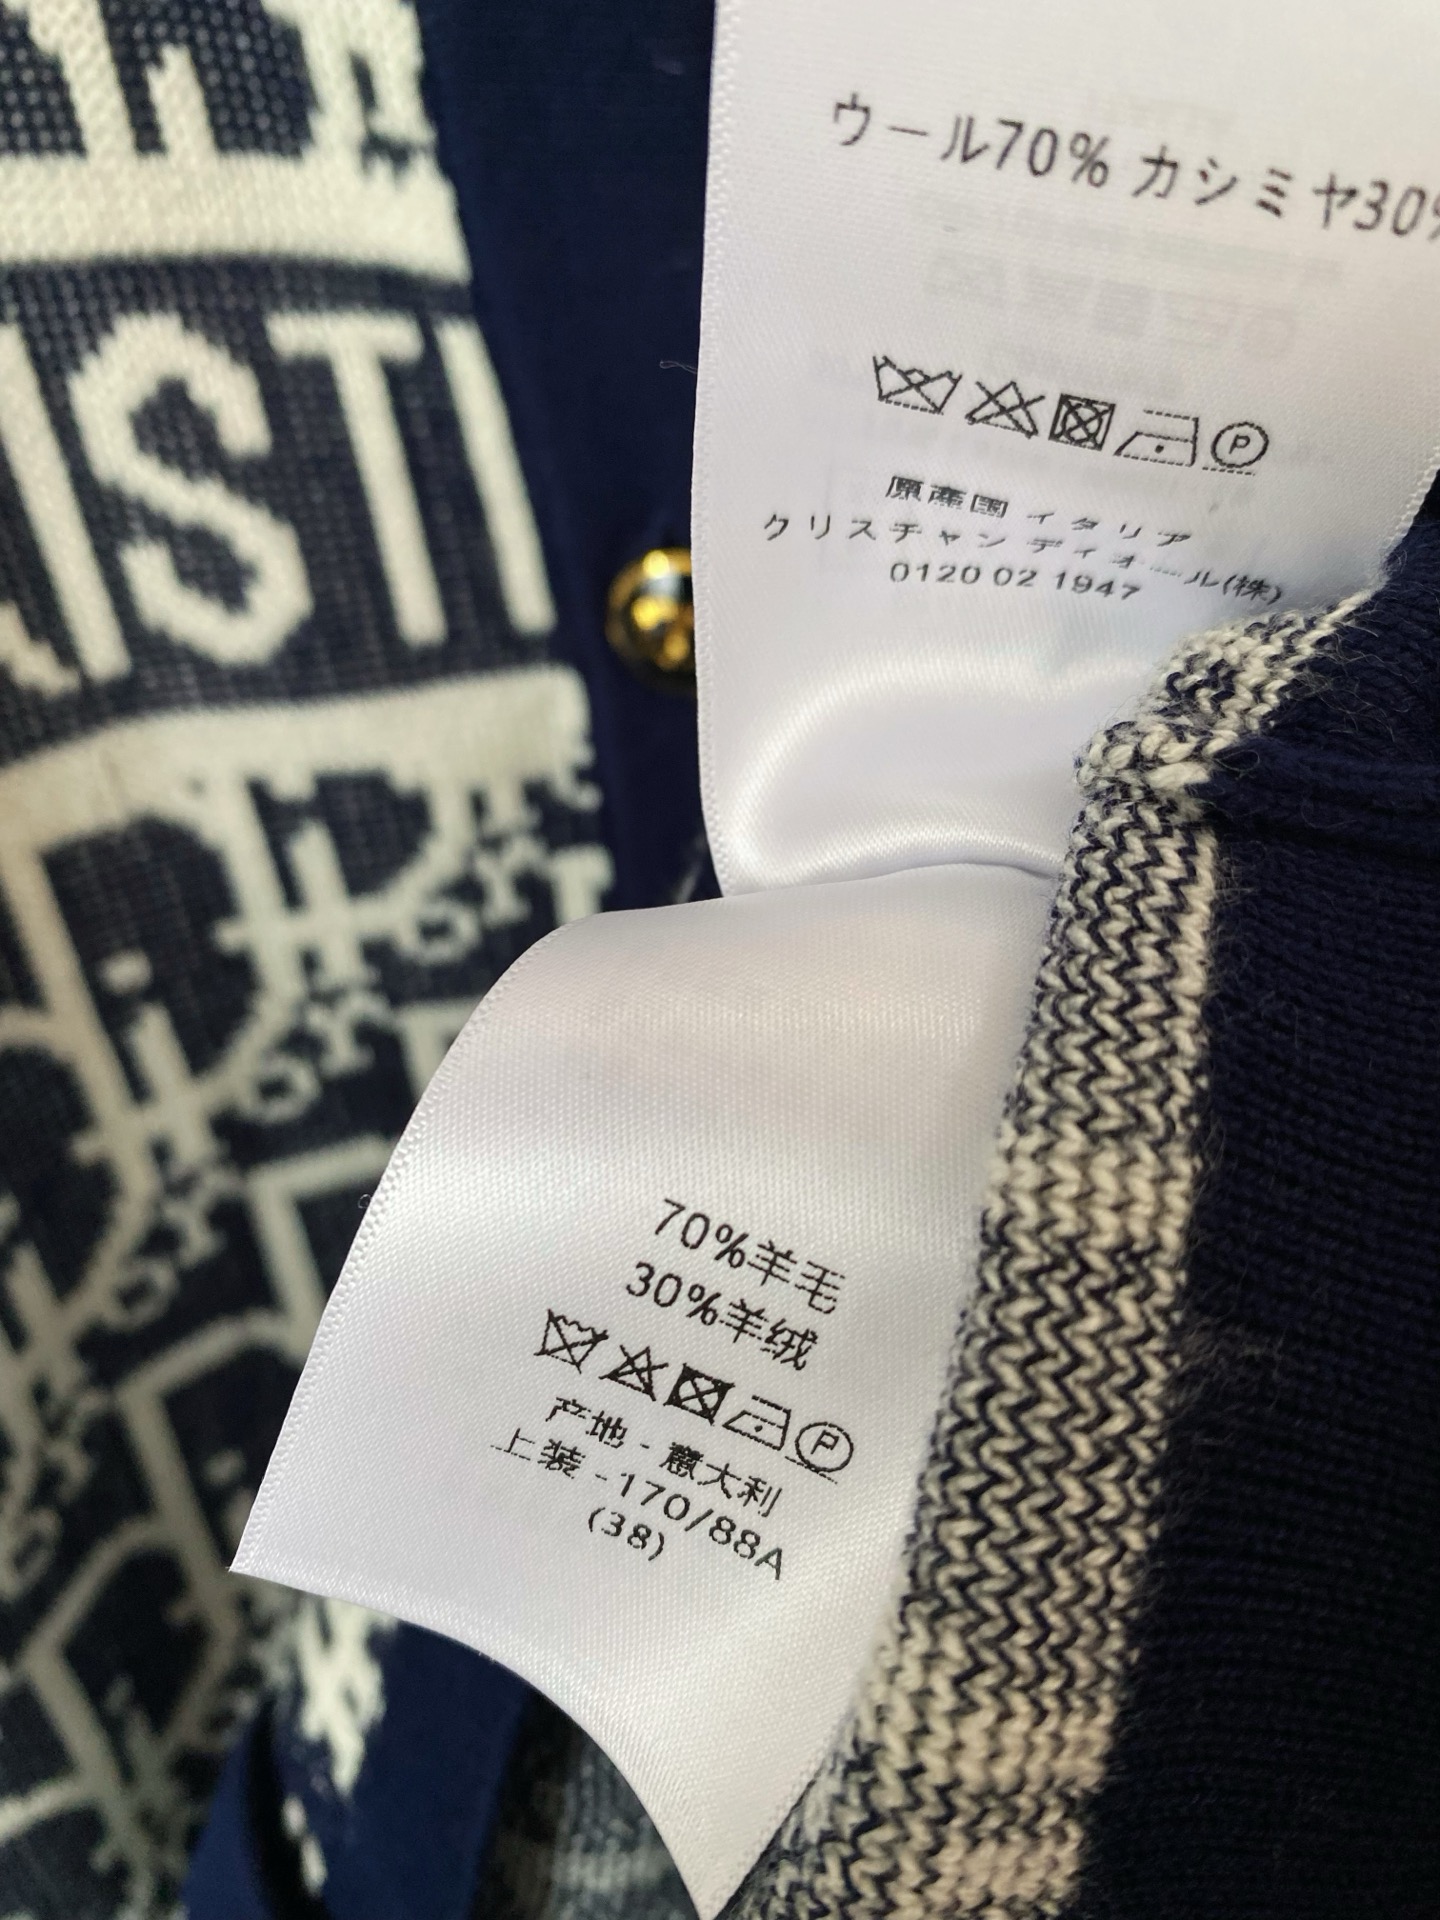 ISTI
ウール70% カシミヤ30%
P
原産国 イタリア
クリスチャン ディオール(株)
0120 02 1947
70%羊毛
30%羊绒
P
产地 - 意大利
上装 - 170/88A
(38)